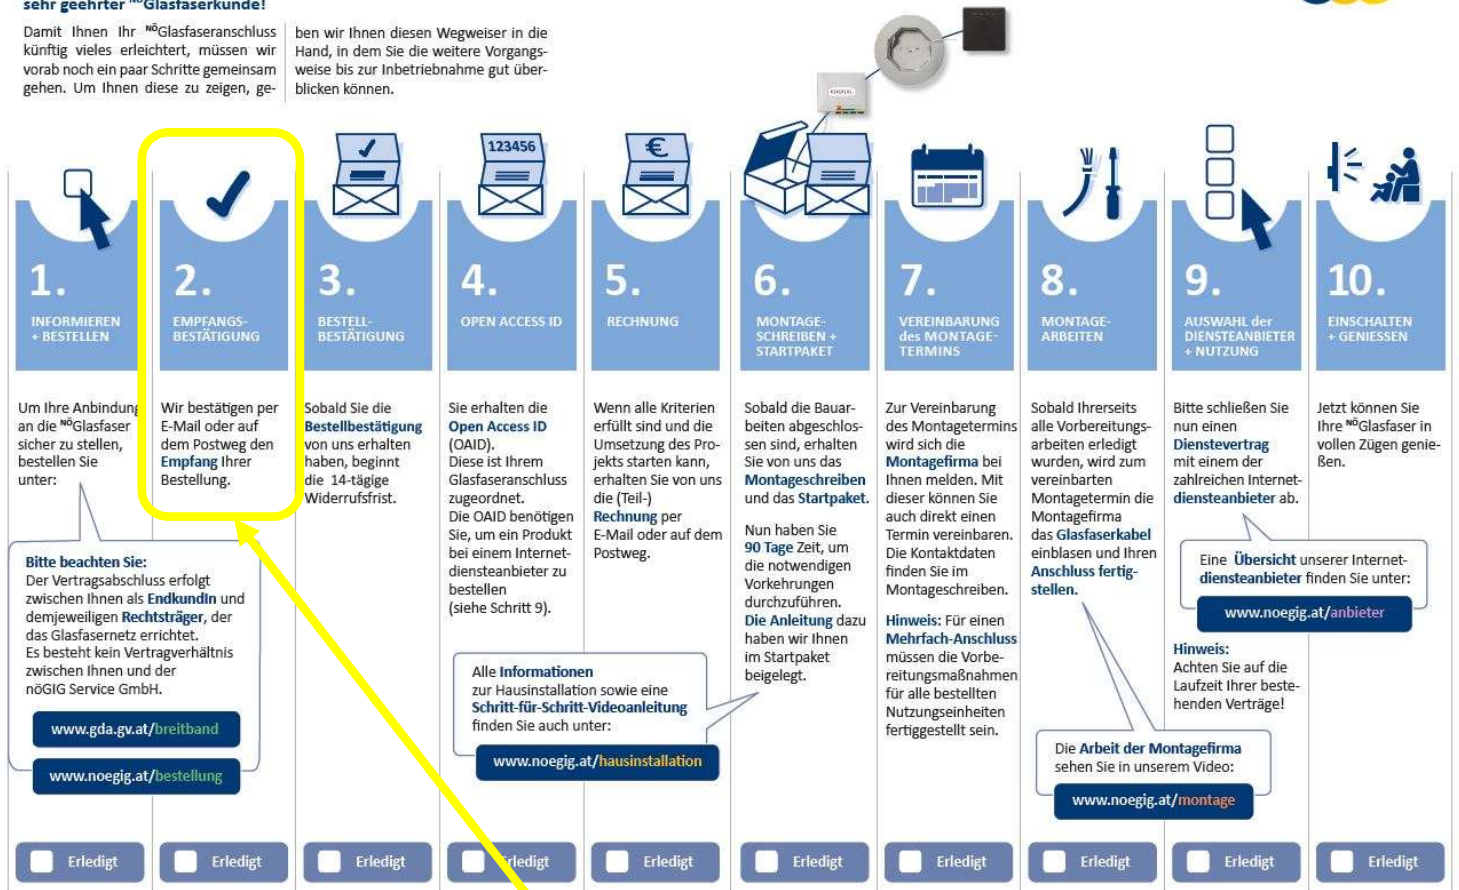 sehr geehrter NÖGlasfaserkunde!
Damit Ihnen Ihr NÖGlasfaseranschluss
künftig vieles erleichtert, müssen wir
vorab noch ein paar Schritte gemeinsam
gehen. Um Ihnen diese zu zeigen, ge-
ben wir Ihnen diesen Wegweiser in die
Hand, in dem Sie die weitere Vorgangs-
weise bis zur Inbetriebnahme gut über-
blicken können.
1.
INFORMIEREN
+ BESTELLEN
Um Ihre Anbindung
an die NÖGlasfaser
sicher zu stellen,
bestellen Sie
unter:
Bitte beachten Sie:
Der Vertragsabschluss erfolgt
zwischen Ihnen als EndkundIn und
demjeweiligen Rechtsträger, der
das Glasfasernetz errichtet.
Es besteht kein Vertragverhältnis
zwischen Ihnen und der
nöGIG Service GmbH.
www.gda.gv.at/breitband
www.noegig.at/bestellung
Erledigt
2.
EMPFANGS-
BESTÄTIGUNG
Wir bestätigen per
E-Mail oder auf
dem Postweg den
Empfang Ihrer
Bestellung.
Erledigt
3.
BESTELL-
BESTÄTIGUNG
Sobald Sie die
Bestellbestätigung
von uns erhalten
haben, beginnt
die 14-tägige
Widerrufsfrist.
Erledigt
123456
4.
OPEN ACCESS ID
Sie erhalten die
Open Access ID
(OAID).
Diese ist Ihrem
Glasfaseranschluss
zugeordnet.
Die OAID benötigen
Sie, um ein Produkt
bei einem Internet-
diensteanbieter zu
bestellen
(siehe Schritt 9).
Alle Informationen
zur Hausinstallation sowie eine
Schritt-für-Schritt-Videoanleitung
finden Sie auch unter:
www.noegig.at/hausinstallation
Erledigt
€
5.
RECHNUNG
Wenn alle Kriterien
erfüllt sind und die
Umsetzung des Pro-
jekts starten kann,
erhalten Sie von uns
die (Teil-)
Rechnung per
E-Mail oder auf dem
Postweg.
Erledigt
6.
MONTAGE-
SCHREIBEN +
STARTPAKET
Sobald die Bauar-
beiten abgeschlos-
sen sind, erhalten
Sie von uns das
Montageschreiben
und das Startpaket.
Nun haben Sie
90 Tage Zeit, um
die notwendigen
Vorkehrungen
durchzuführen.
Die Anleitung dazu
haben wir Ihnen
im Startpaket
beigelegt.
Erledigt
7.
VEREINBARUNG
des MONTAGE-
TERMINS
Zur Vereinbarung
des Montagetermins
wird sich die
Montagefirma bei
Ihnen melden. Mit
dieser können Sie
auch direkt einen
Termin vereinbaren.
Die Kontaktdaten
finden Sie im
Montageschreiben.
Hinweis: Für einen
Mehrfach-Anschluss
müssen die Vorbe-
reitungsmaßnahmen
für alle bestellten
Nutzungseinheiten
fertiggestellt sein.
Erledigt
8.
MONTAGE-
ARBEITEN
Sobald Ihrerseits
alle Vorbereitungs-
arbeiten erledigt
wurden, wird zum
vereinbarten
Montagetermin die
Montagefirma
das Glasfaserkabel
einblasen und Ihren
Anschluss fertig-
stellen.
Die Arbeit der Montagefirma
sehen Sie in unserem Video:
www.noegig.at/montage
Erledigt
9.
AUSWAHL der
DIENSTEANBIETER
+ NUTZUNG
Bitte schließen Sie
nun einen
Dienstevertrag
mit einem der
zahlreichen Internet-
diensteanbieter ab.
Eine Übersicht unserer Internet-
diensteanbieter finden Sie unter:
www.noegig.at/anbieter
Hinweis:
Achten Sie auf die
Laufzeit Ihrer beste-
henden Verträge!
Erledigt
10.
EINSCHALTEN
+ GENIESSEN
Jetzt können Sie
Ihre NÖGlasfaser in
vollen Zügen genie-
ßen.
Erledigt